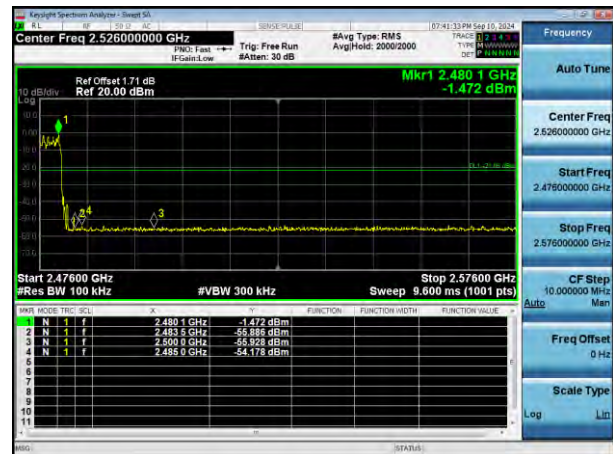 Keysight Spectrum Analyzer - Swept SA
RL RF 50 Ω AC SENSE:PULSE 07:41:33 PM Sep 10, 2024
Center Freq 2.526000000 GHz #Avg Type: RMS TRACE 1 2 3 4 5 6
PNO: Fast Trig: Free Run Avg|Hold: 2000/2000 TYPE M W W W W W
IFGain:Low #Atten: 30 dB DET P N N N N N
Ref Offset 1.71 dB Mkr1 2.480 1 GHz
10 dB/div Ref 20.00 dBm -1.472 dBm
Log
1
2 4
3
Start 2.47600 GHz Stop 2.57600 GHz
#Res BW 100 kHz #VBW 300 kHz Sweep 9.600 ms (1001 pts)
MKR MODE TRC SCL X Y FUNCTION FUNCTION WIDTH FUNCTION VALUE
1 N 1 f 2.480 1 GHz -1.472 dBm
2 N 1 f 2.483 5 GHz -55.885 dBm
3 N 1 f 2.500 0 GHz -55.928 dBm
4 N 1 f 2.485 0 GHz -54.178 dBm
5
6
7
8
9
10
11
MSG STATUS
Frequency
Auto Tune
Center Freq
2.526000000 GHz
Start Freq
2.476000000 GHz
Stop Freq
2.576000000 GHz
CF Step
10.000000 MHz
Auto Man
Freq Offset
0 Hz
Scale Type
Log Lin